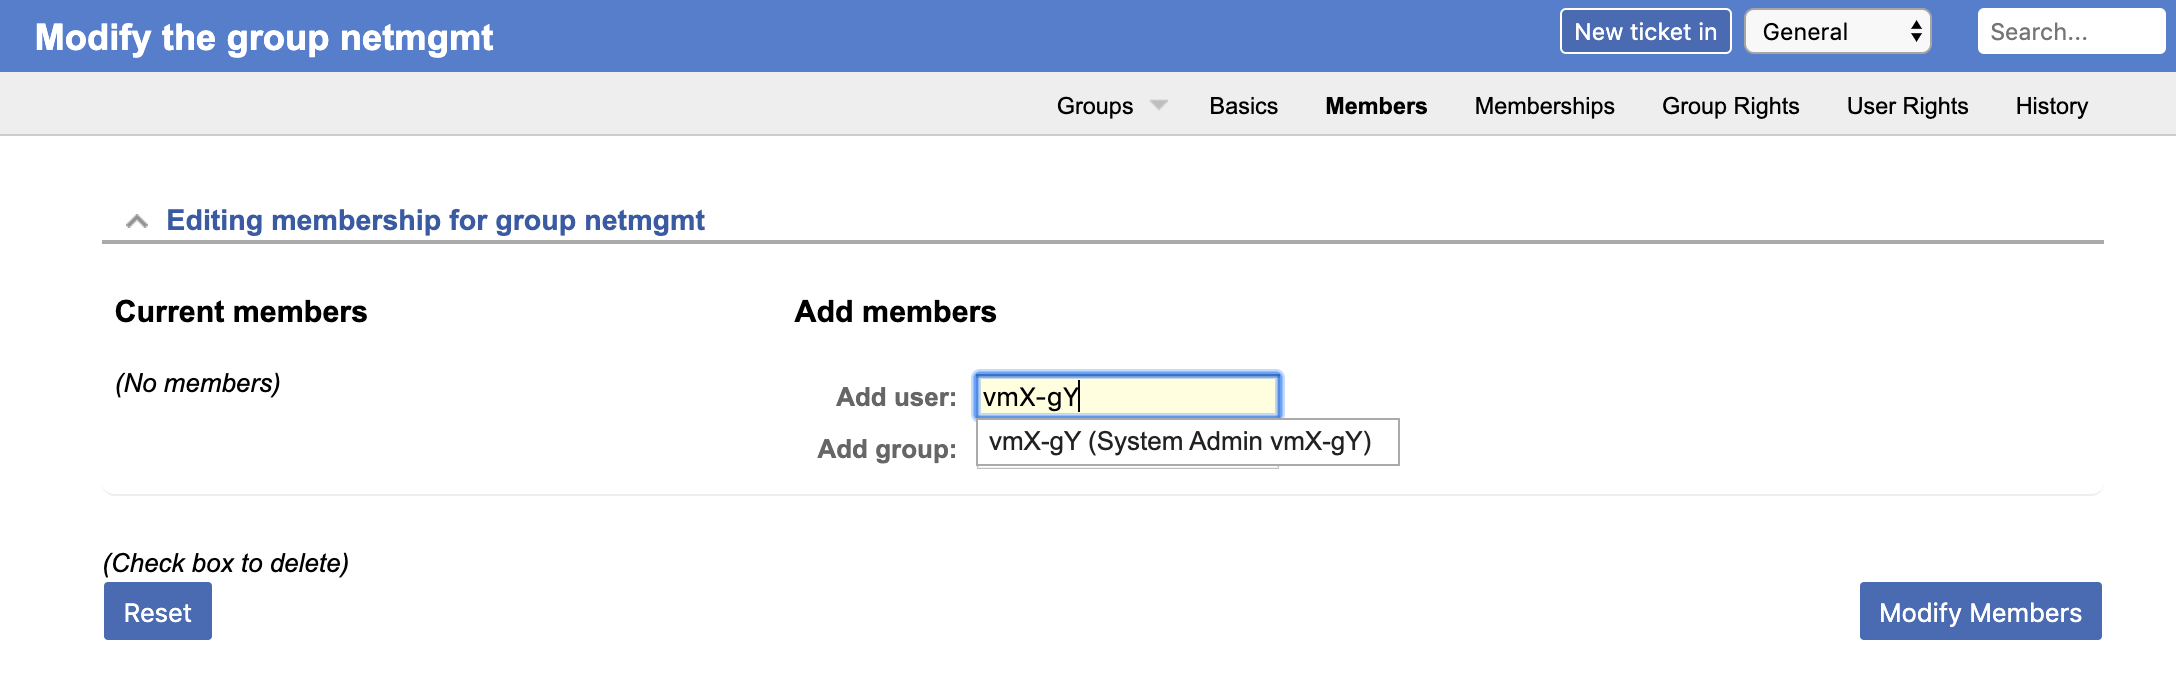 Modify the group netmgmt
New ticket in
General
Search...
Groups
Basics
Members
Memberships
Group Rights
User Rights
History
Editing membership for group netmgmt
Current members
(No members)
Add members
Add user:
vmX-gY
vmX-gY (System Admin vmX-gY)
Add group:
(Check box to delete)
Reset
Modify Members